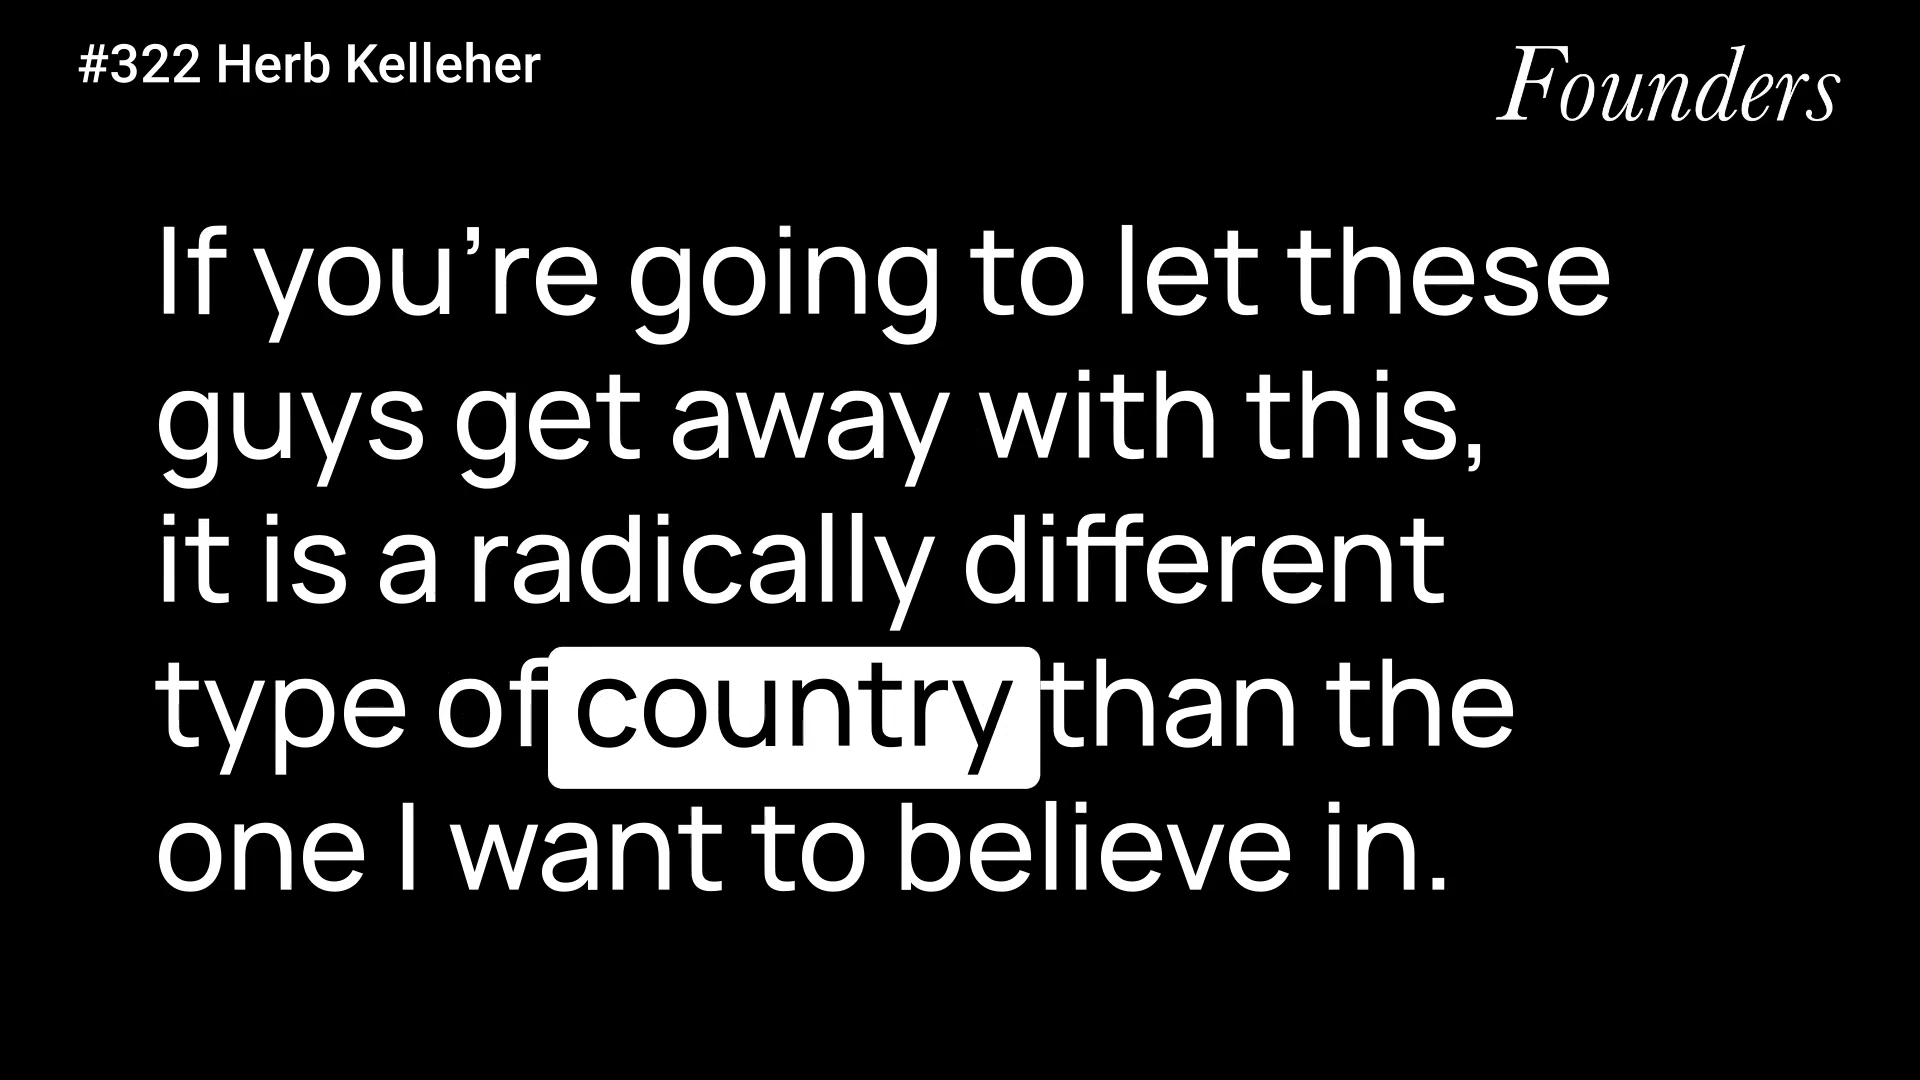 #322 Herb Kelleher
Founders
If you’re going to let these
guys get away with this,
it is a radically different
type of country than the
one I want to believe in.